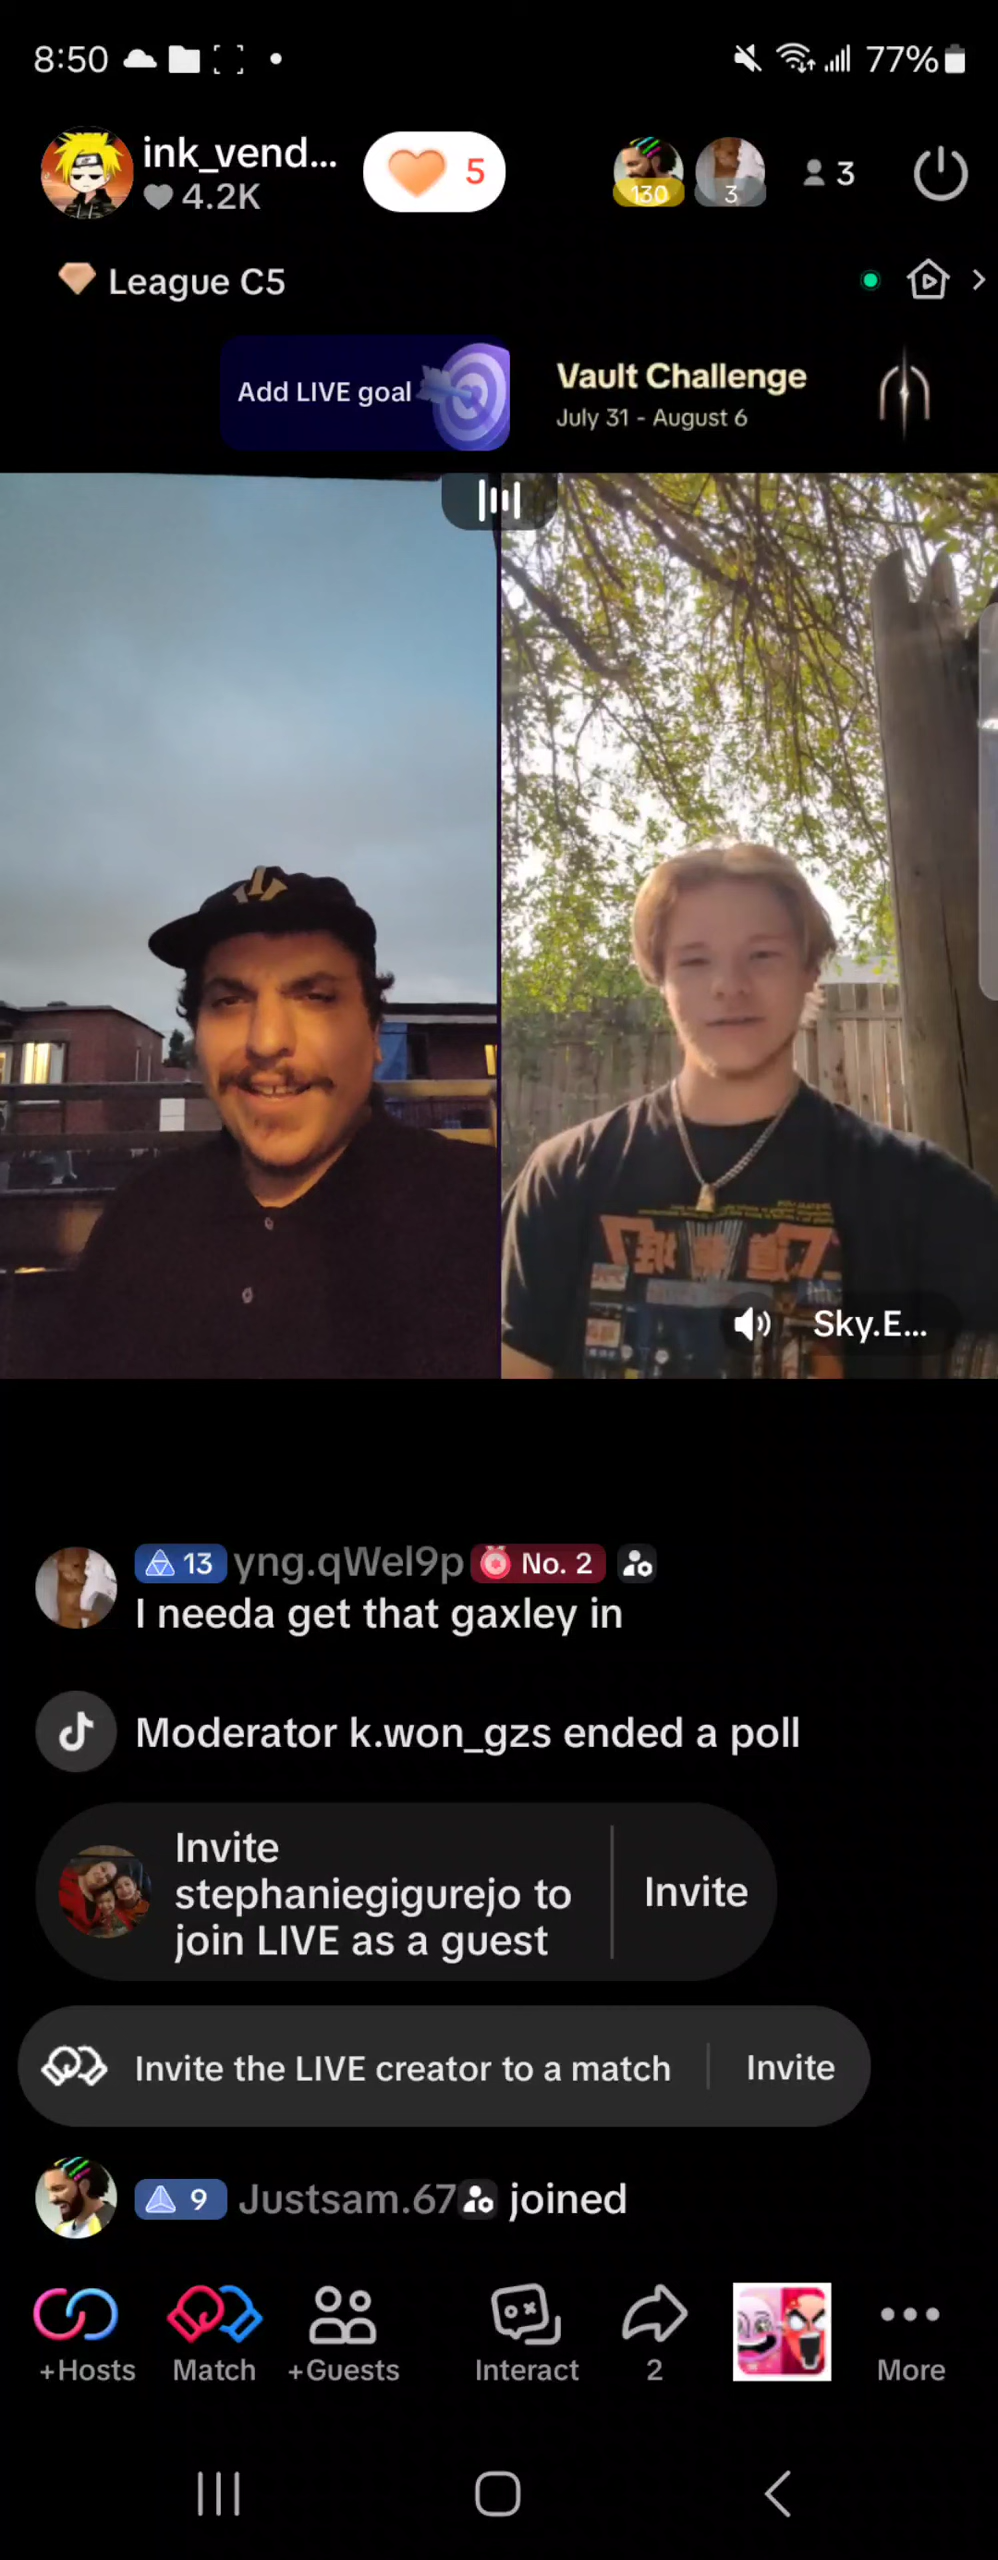 8:50
77%
ink_vend...
4.2K
5
130
3
3
League C5
Add LIVE goal
Vault Challenge
July 31 - August 6
Sky.E...
13 yng.qWel9p No. 2
I needa get that gaxley in
Moderator k.won_gzs ended a poll
Invite
stephaniegigurejo to
join LIVE as a guest
Invite
Invite the LIVE creator to a match
Invite
9 Justsam.67 joined
+Hosts
Match
+Guests
Interact
2
More